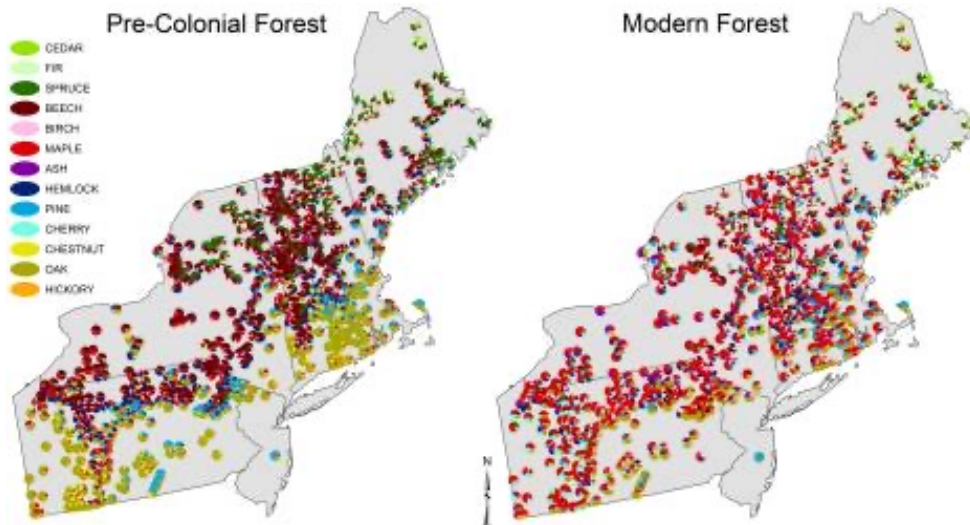 Pre-Colonial Forest
Modern Forest
CEDAR
FIR
SPRUCE
BEECH
BIRCH
MAPLE
ASH
HEMLOCK
PINE
CHERRY
CHESTNUT
OAK
HICKORY
N